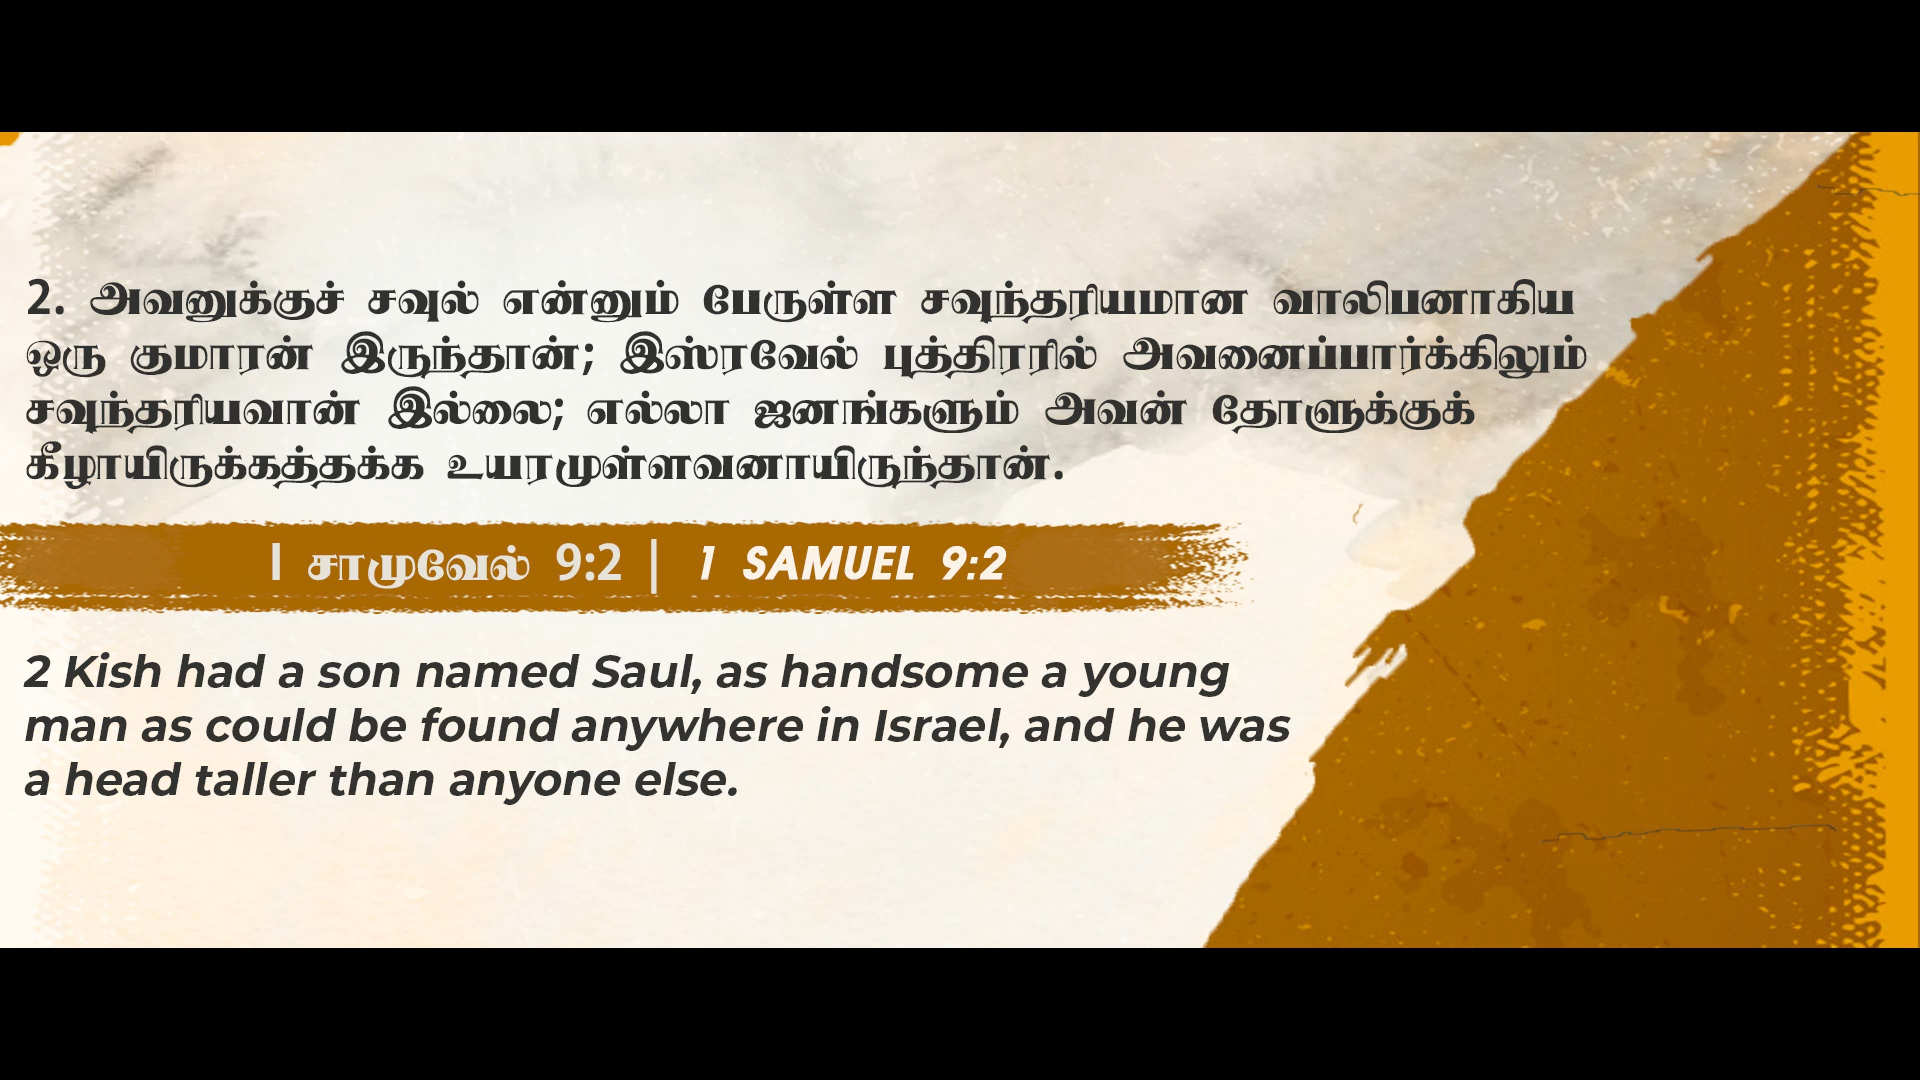 2. அவனுக்குச் சவுல் என்னும் பேருள்ள சவுந்தரியமான வாலிபனாகிய
ஒரு குமாரன் இருந்தான்; இஸ்ரவேல் புத்திரரில் அவனைப்பார்க்கிலும்
சவுந்தரியவான் இல்லை; எல்லா ஜனங்களும் அவன் தோளுக்குக்
கீழாயிருக்கத்தக்க உயரமுள்ளவனாயிருந்தான்.
I சாமுவேல் 9:2 | 1 SAMUEL 9:2
2 Kish had a son named Saul, as handsome a young
man as could be found anywhere in Israel, and he was
a head taller than anyone else.